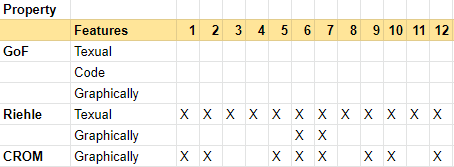 Property
Features 1 2 3 4 5 6 7 8 9 10 11 12
GoF Texual
Code
Graphically
Riehle Texual X X X X X X X X X X X X
Graphically X X
CROM Graphically X X X X X X X X